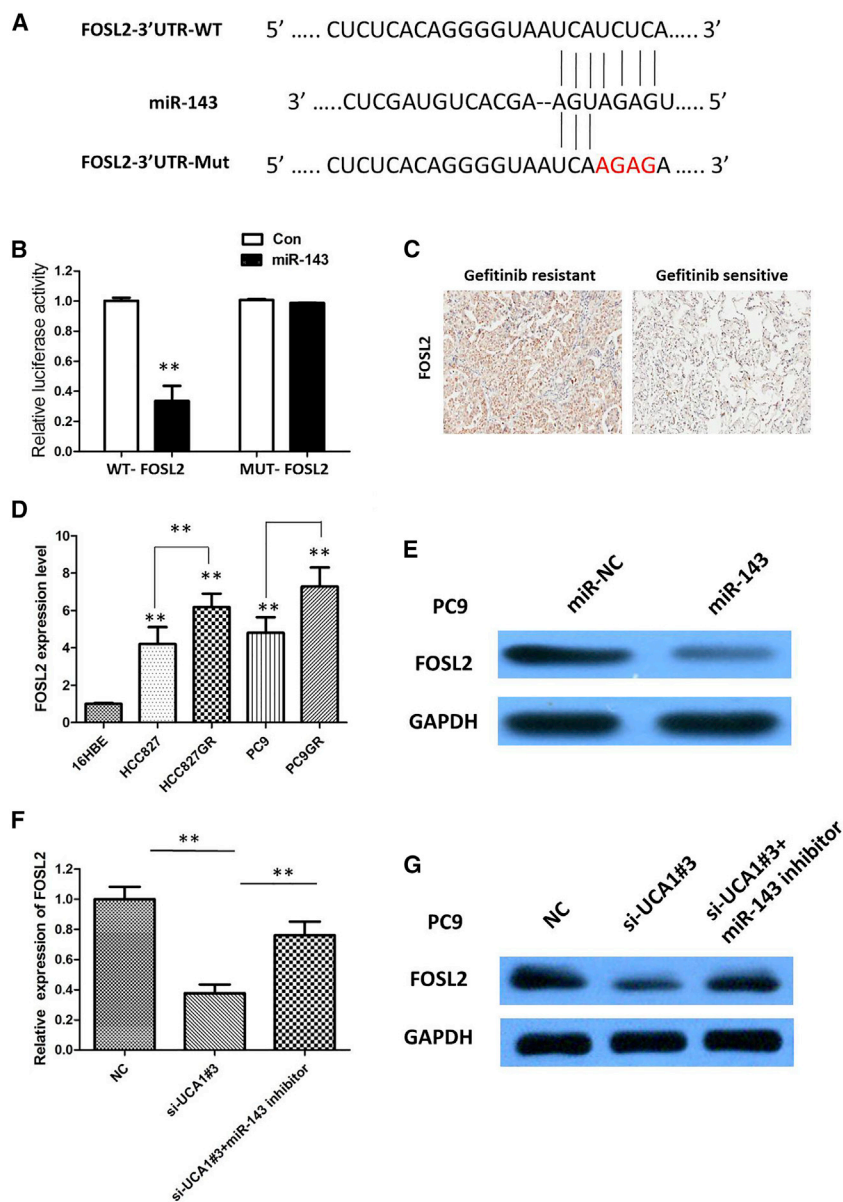 A
FOSL2-3'UTR-WT 5' ..... CUCUCACAGGGGUAAUCAUCUCA..... 3'
miR-143 3' .....CUCGAUGUCACGA--AGUAGAGU..... 5'
FOSL2-3'UTR-Mut 5' ..... CUCUCACAGGGGUAAUCAAGAGA ..... 3'
B
Con
miR-143
Relative luciferase activity
1.2
1.0
0.8
0.6
0.4
0.2
0.0
**
WT- FOSL2 MUT- FOSL2
C
Gefitinib resistant Gefitinib sensitive
FOSL2
D
FOSL2 expression level
10
8
6
4
2
0
**
** ** ** **
16HBE HCC827 HCC827GR PC9 PC9GR
E
PC9 miR-NC miR-143
FOSL2
GAPDH
F
Relative expression of FOSL2
1.2
1.0
0.8
0.6
0.4
0.2
0.0
** **
NC si-UCA1#3 si-UCA1#3+miR-143 inhibitor
G
PC9 NC si-UCA1#3 si-UCA1#3+
miR-143 inhibitor
FOSL2
GAPDH